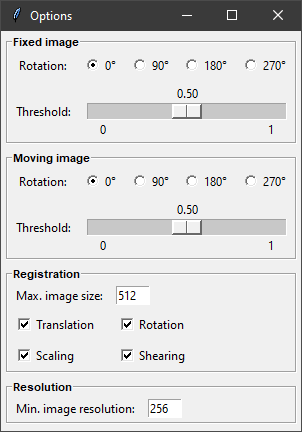 Options
Fixed image
Rotation: 0° 90° 180° 270°
0.50
Threshold:
0 1
Moving image
Rotation: 0° 90° 180° 270°
0.50
Threshold:
0 1
Registration
Max. image size: 512
Translation Rotation
Scaling Shearing
Resolution
Min. image resolution: 256